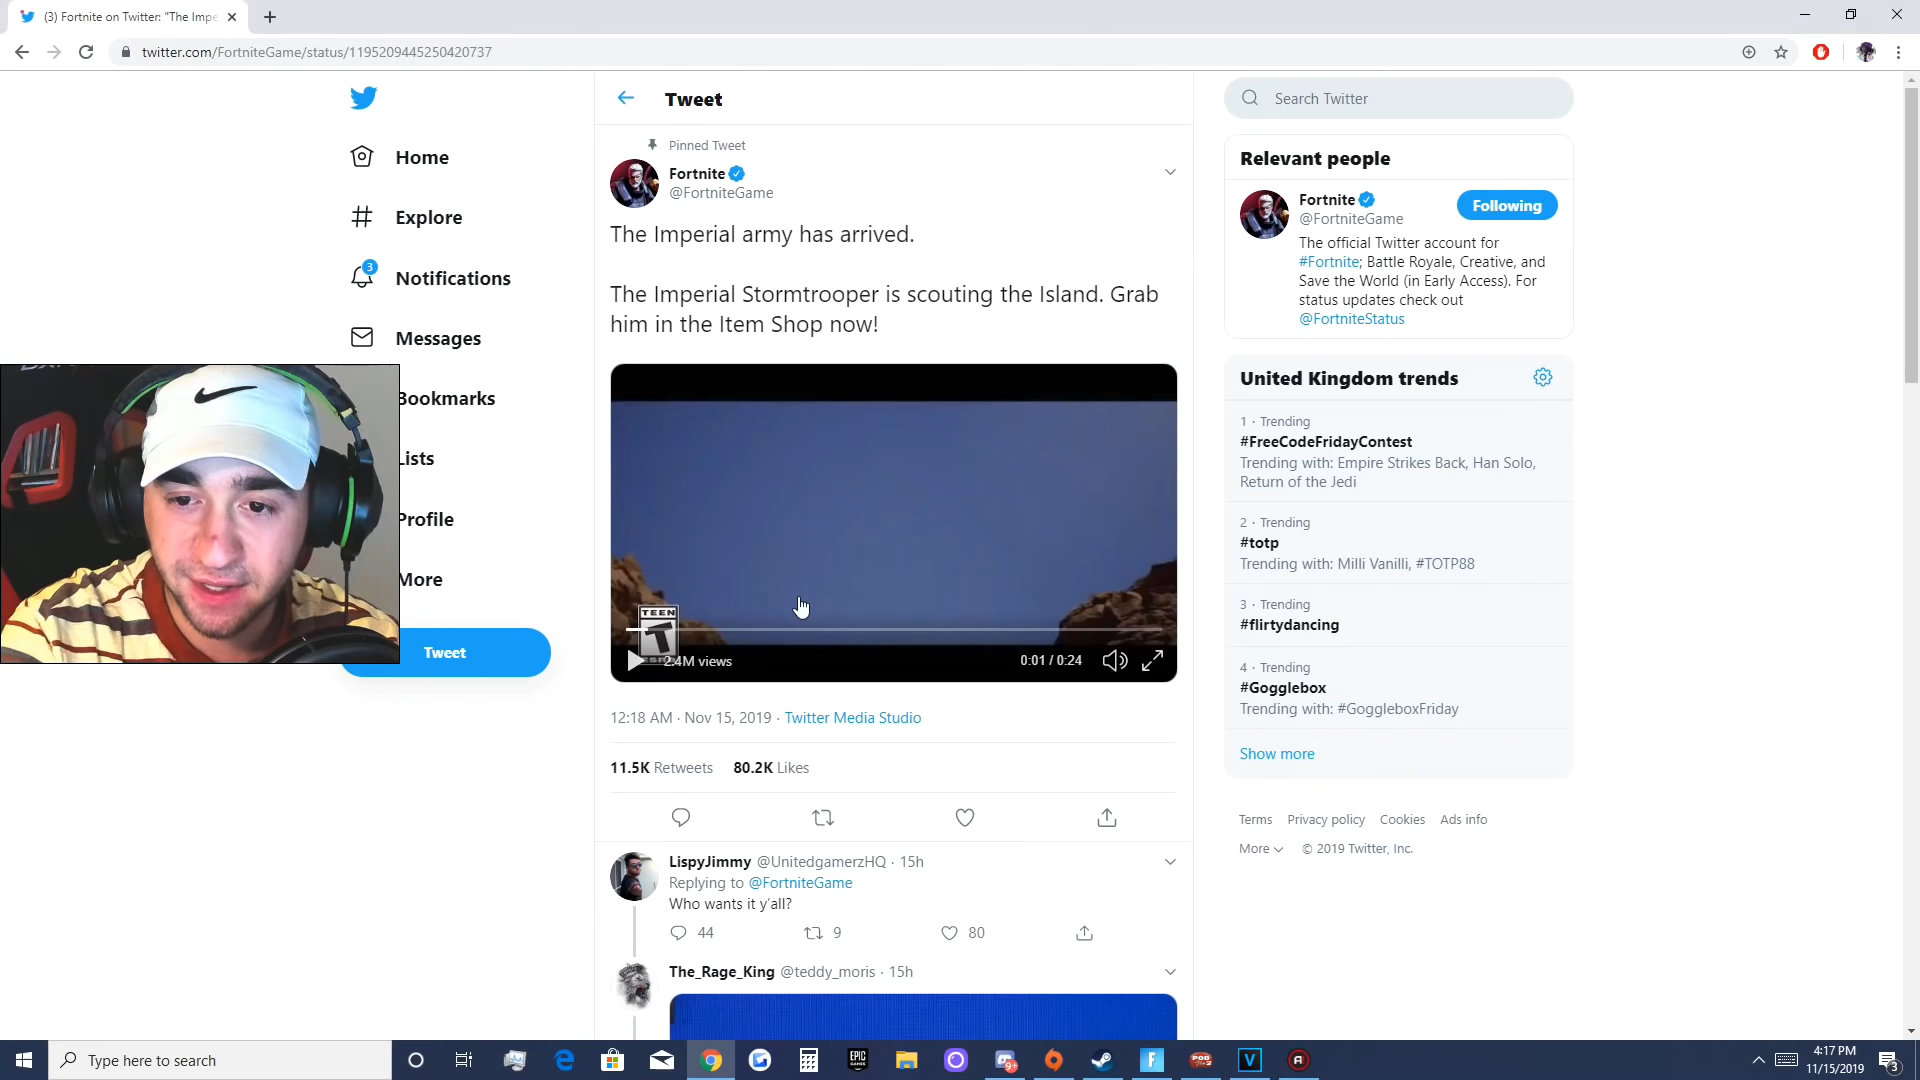 (3) Fortnite on Twitter: "The Impe
twitter.com/FortniteGame/status/1195209445250420737
Home
Explore
3
Notifications
Messages
Bookmarks
Lists
Profile
More
Tweet
Tweet
Pinned Tweet
Fortnite
@FortniteGame
The Imperial army has arrived.
The Imperial Stormtrooper is scouting the Island. Grab
him in the Item Shop now!
TEEN
T
ESRB
2.4M views
0:01 / 0:24
12:18 AM · Nov 15, 2019 · Twitter Media Studio
11.5K Retweets 80.2K Likes
LispyJimmy @UnitedgamerzHQ · 15h
Replying to @FortniteGame
Who wants it y'all?
44 9 80
The_Rage_King @teddy_moris · 15h
Search Twitter
Relevant people
Fortnite
@FortniteGame
Following
The official Twitter account for
#Fortnite; Battle Royale, Creative, and
Save the World (in Early Access). For
status updates check out
@FortniteStatus
United Kingdom trends
1 · Trending
#FreeCodeFridayContest
Trending with: Empire Strikes Back, Han Solo,
Return of the Jedi
2 · Trending
#totp
Trending with: Milli Vanilli, #TOTP88
3 · Trending
#flirtydancing
4 · Trending
#Gogglebox
Trending with: #GoggleboxFriday
Show more
Terms Privacy policy Cookies Ads info
More © 2019 Twitter, Inc.
Type here to search
EPIC
GAMES
9+
F
V
4:17 PM
11/15/2019
3